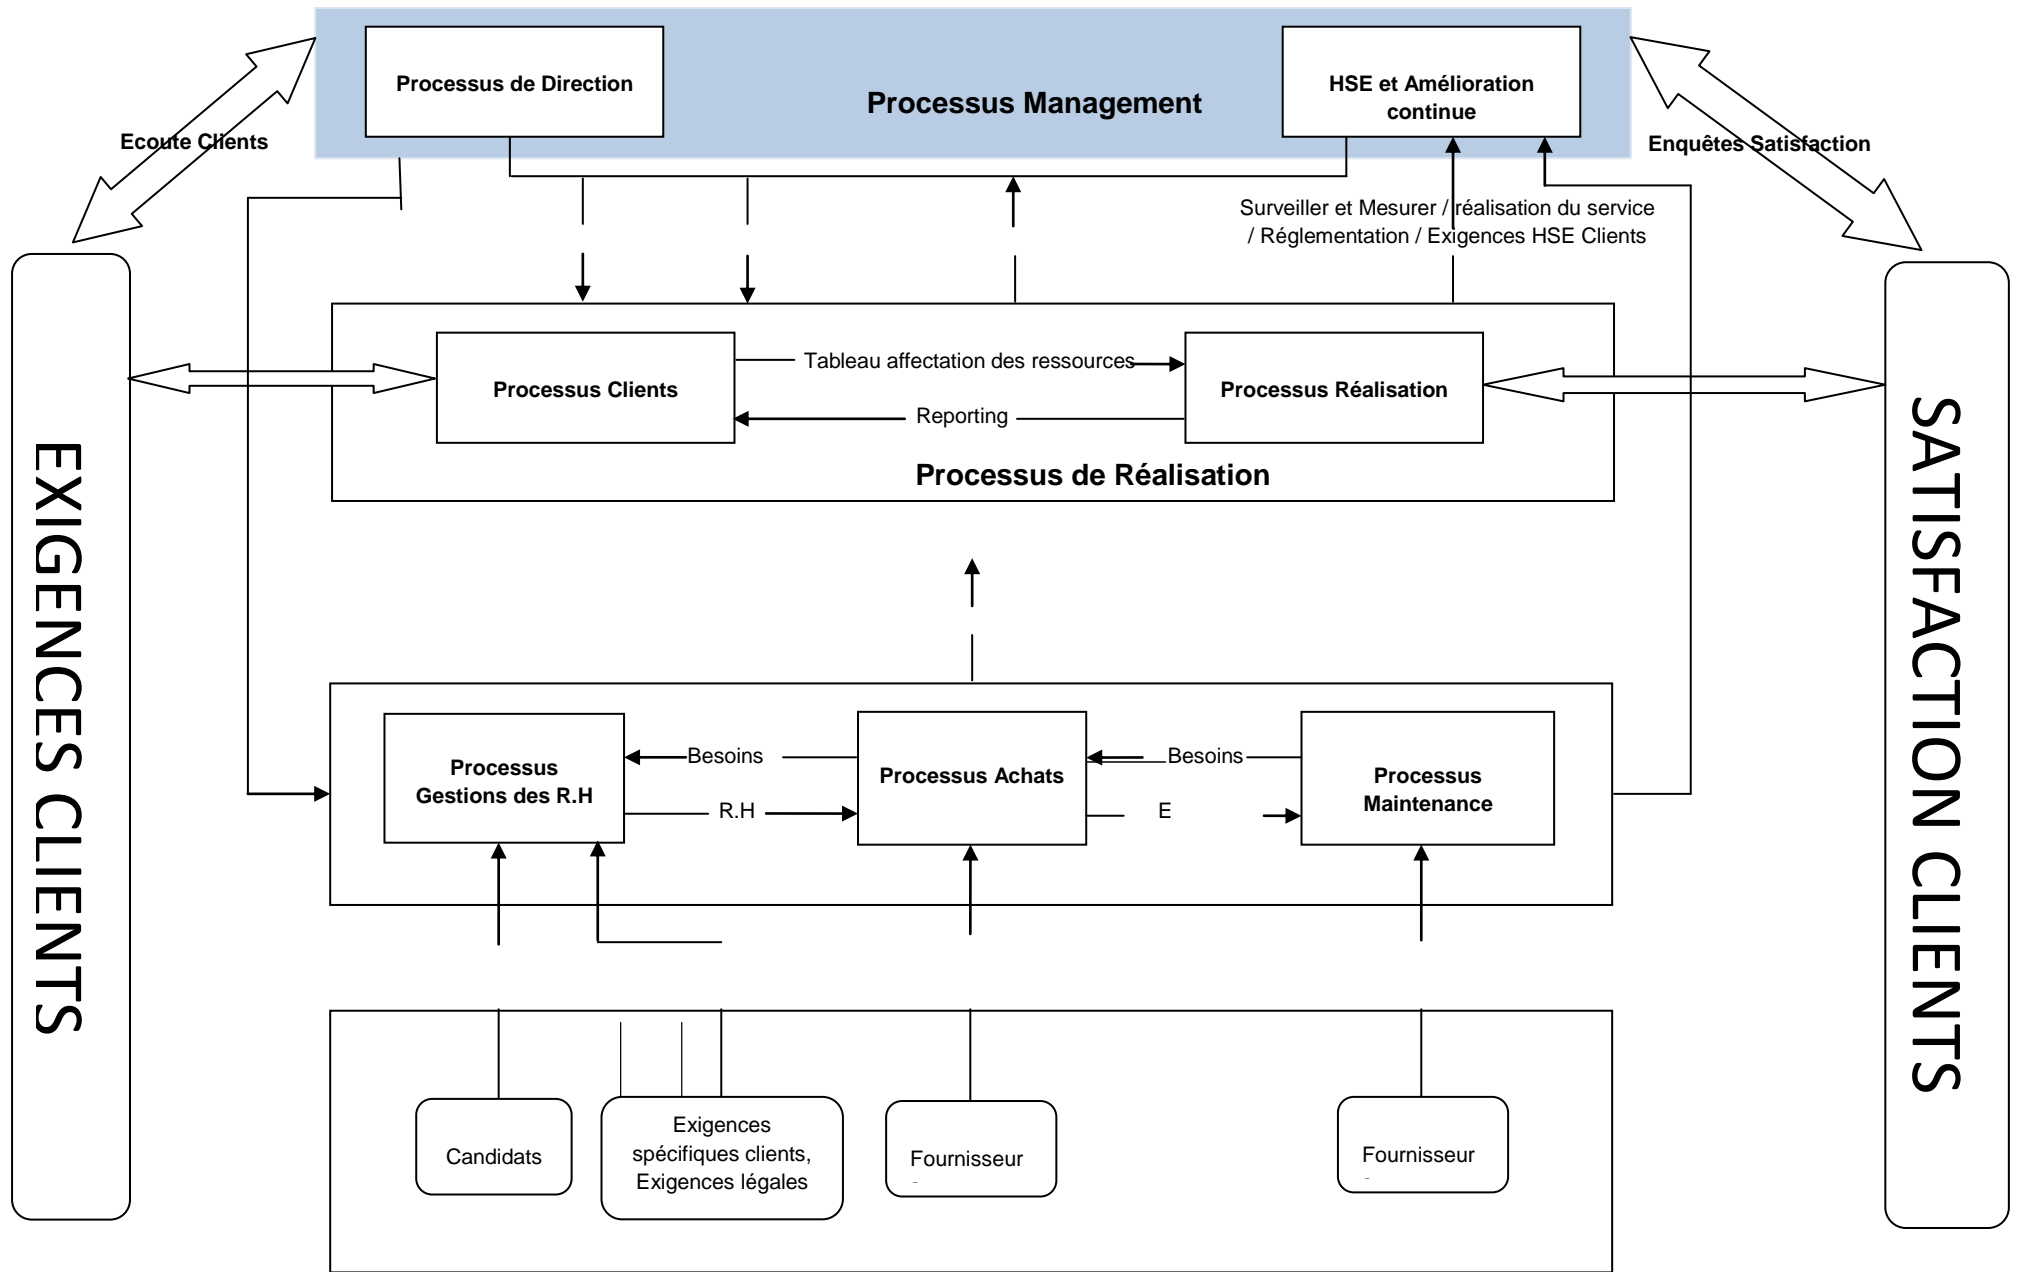 Processus de Direction
Processus Management
HSE et Amélioration
continue
Ecoute Clients
Enquêtes Satisfaction
Surveiller et Mesurer / réalisation du service
/ Réglementation / Exigences HSE Clients
EXIGENCES CLIENTS
SATISFACTION CLIENTS
Processus Clients
Tableau affectation des ressources
Reporting
Processus Réalisation
Processus de Réalisation
Processus
Gestions des R.H
Besoins
R.H
Processus Achats
Besoins
E
Processus
Maintenance
Candidats
Exigences
spécifiques clients,
Exigences légales
Fournisseur
Fournisseur